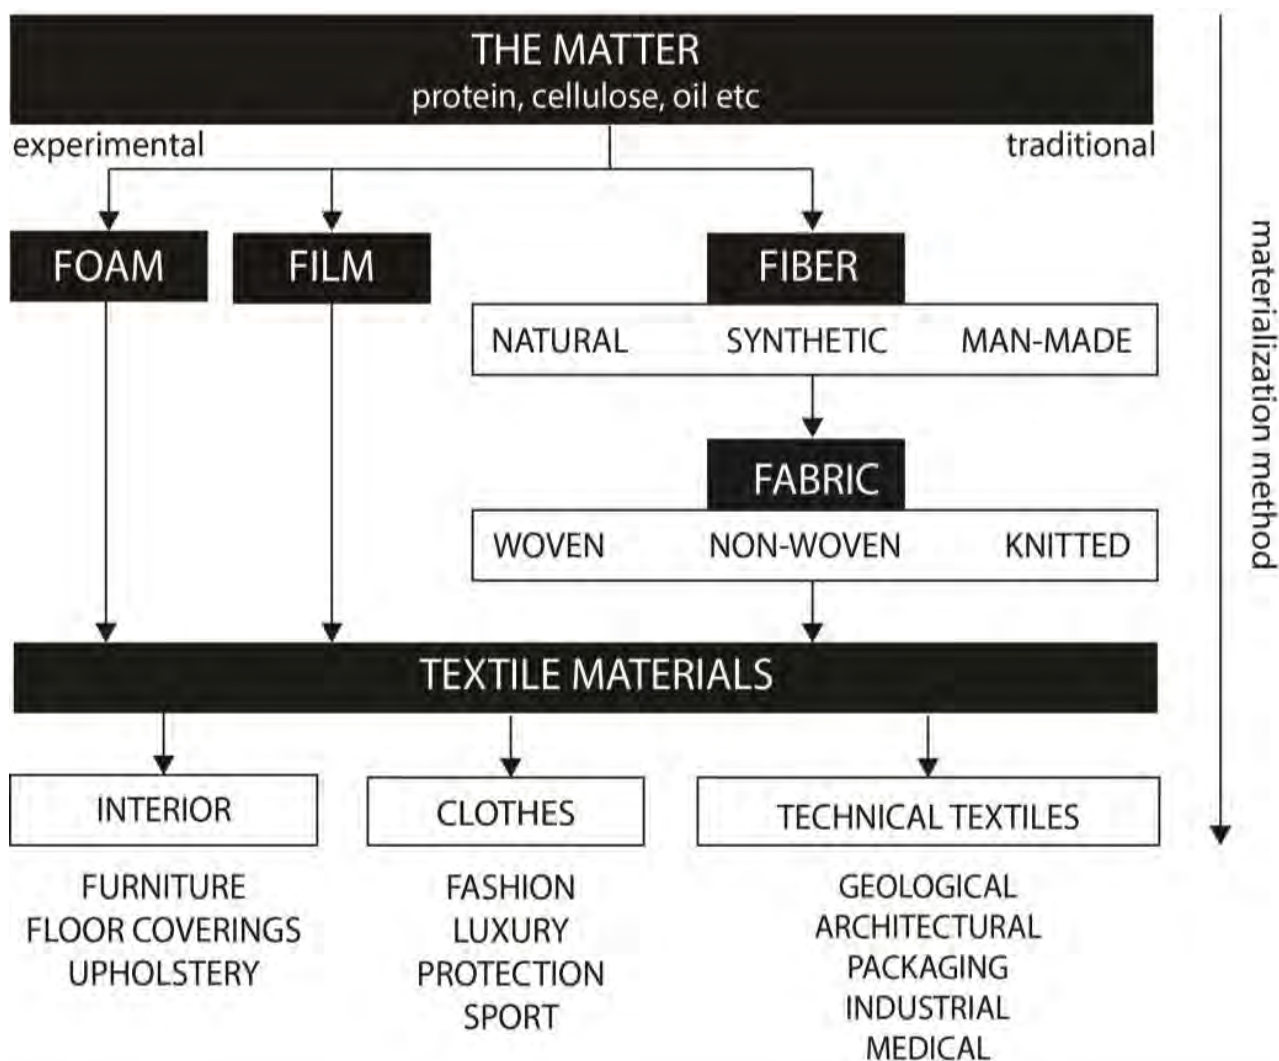 THE MATTER
protein, cellulose, oil etc
experimental
traditional
FOAM
FILM
FIBER
NATURAL SYNTHETIC MAN-MADE
FABRIC
WOVEN NON-WOVEN KNITTED
TEXTILE MATERIALS
INTERIOR
FURNITURE
FLOOR COVERINGS
UPHOLSTERY
CLOTHES
FASHION
LUXURY
PROTECTION
SPORT
TECHNICAL TEXTILES
GEOLOGICAL
ARCHITECTURAL
PACKAGING
INDUSTRIAL
MEDICAL
materialization method